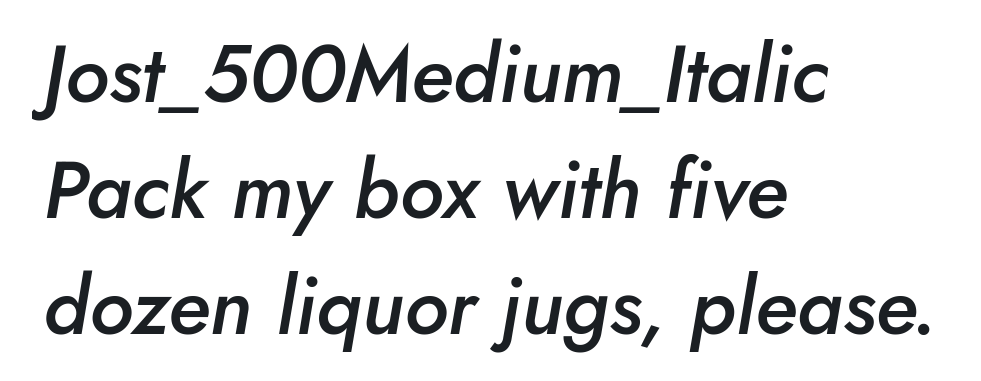 Jost_500Medium_Italic
Pack my box with five
dozen liquor jugs, please.